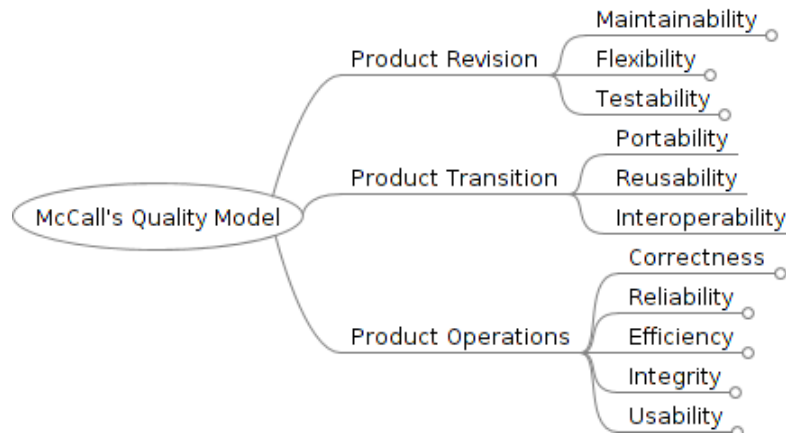 McCall's Quality Model
Product Revision
Maintainability
Flexibility
Testability
Product Transition
Portability
Reusability
Interoperability
Product Operations
Correctness
Reliability
Efficiency
Integrity
Usability